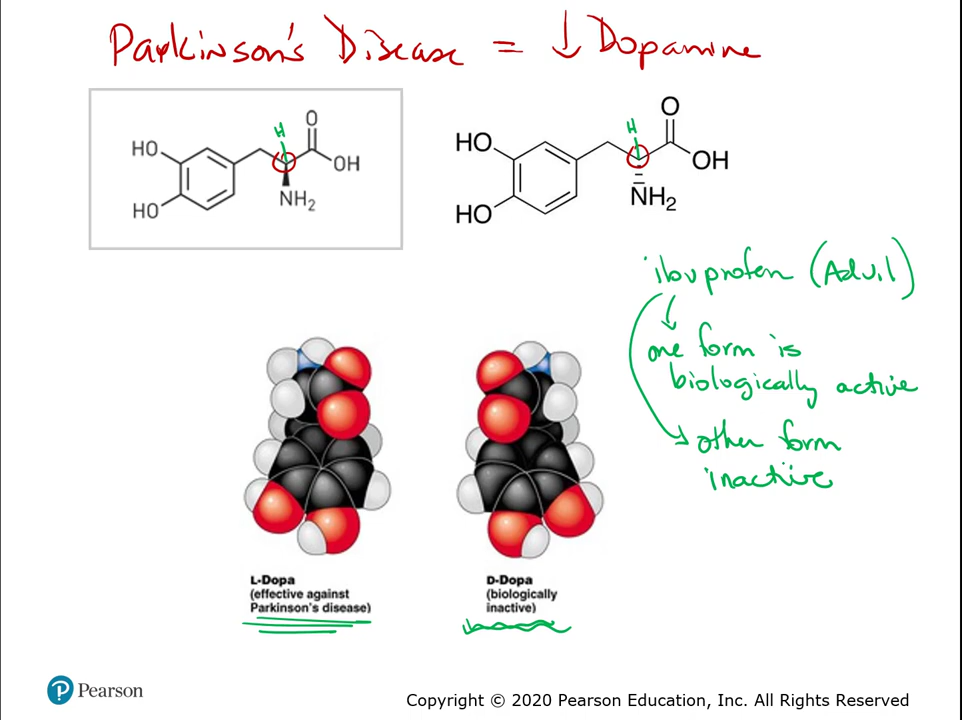 Parkinson's Disease = ↓ Dopamine
HO
HO
H
O
OH
NH₂
HO
HO
H
O
OH
NH₂
ibuprofen (Advil)
one form is
biologically active
other form
inactive
L-Dopa
(effective against
Parkinson's disease)
D-Dopa
(biologically
inactive)
P Pearson
Copyright © 2020 Pearson Education, Inc. All Rights Reserved